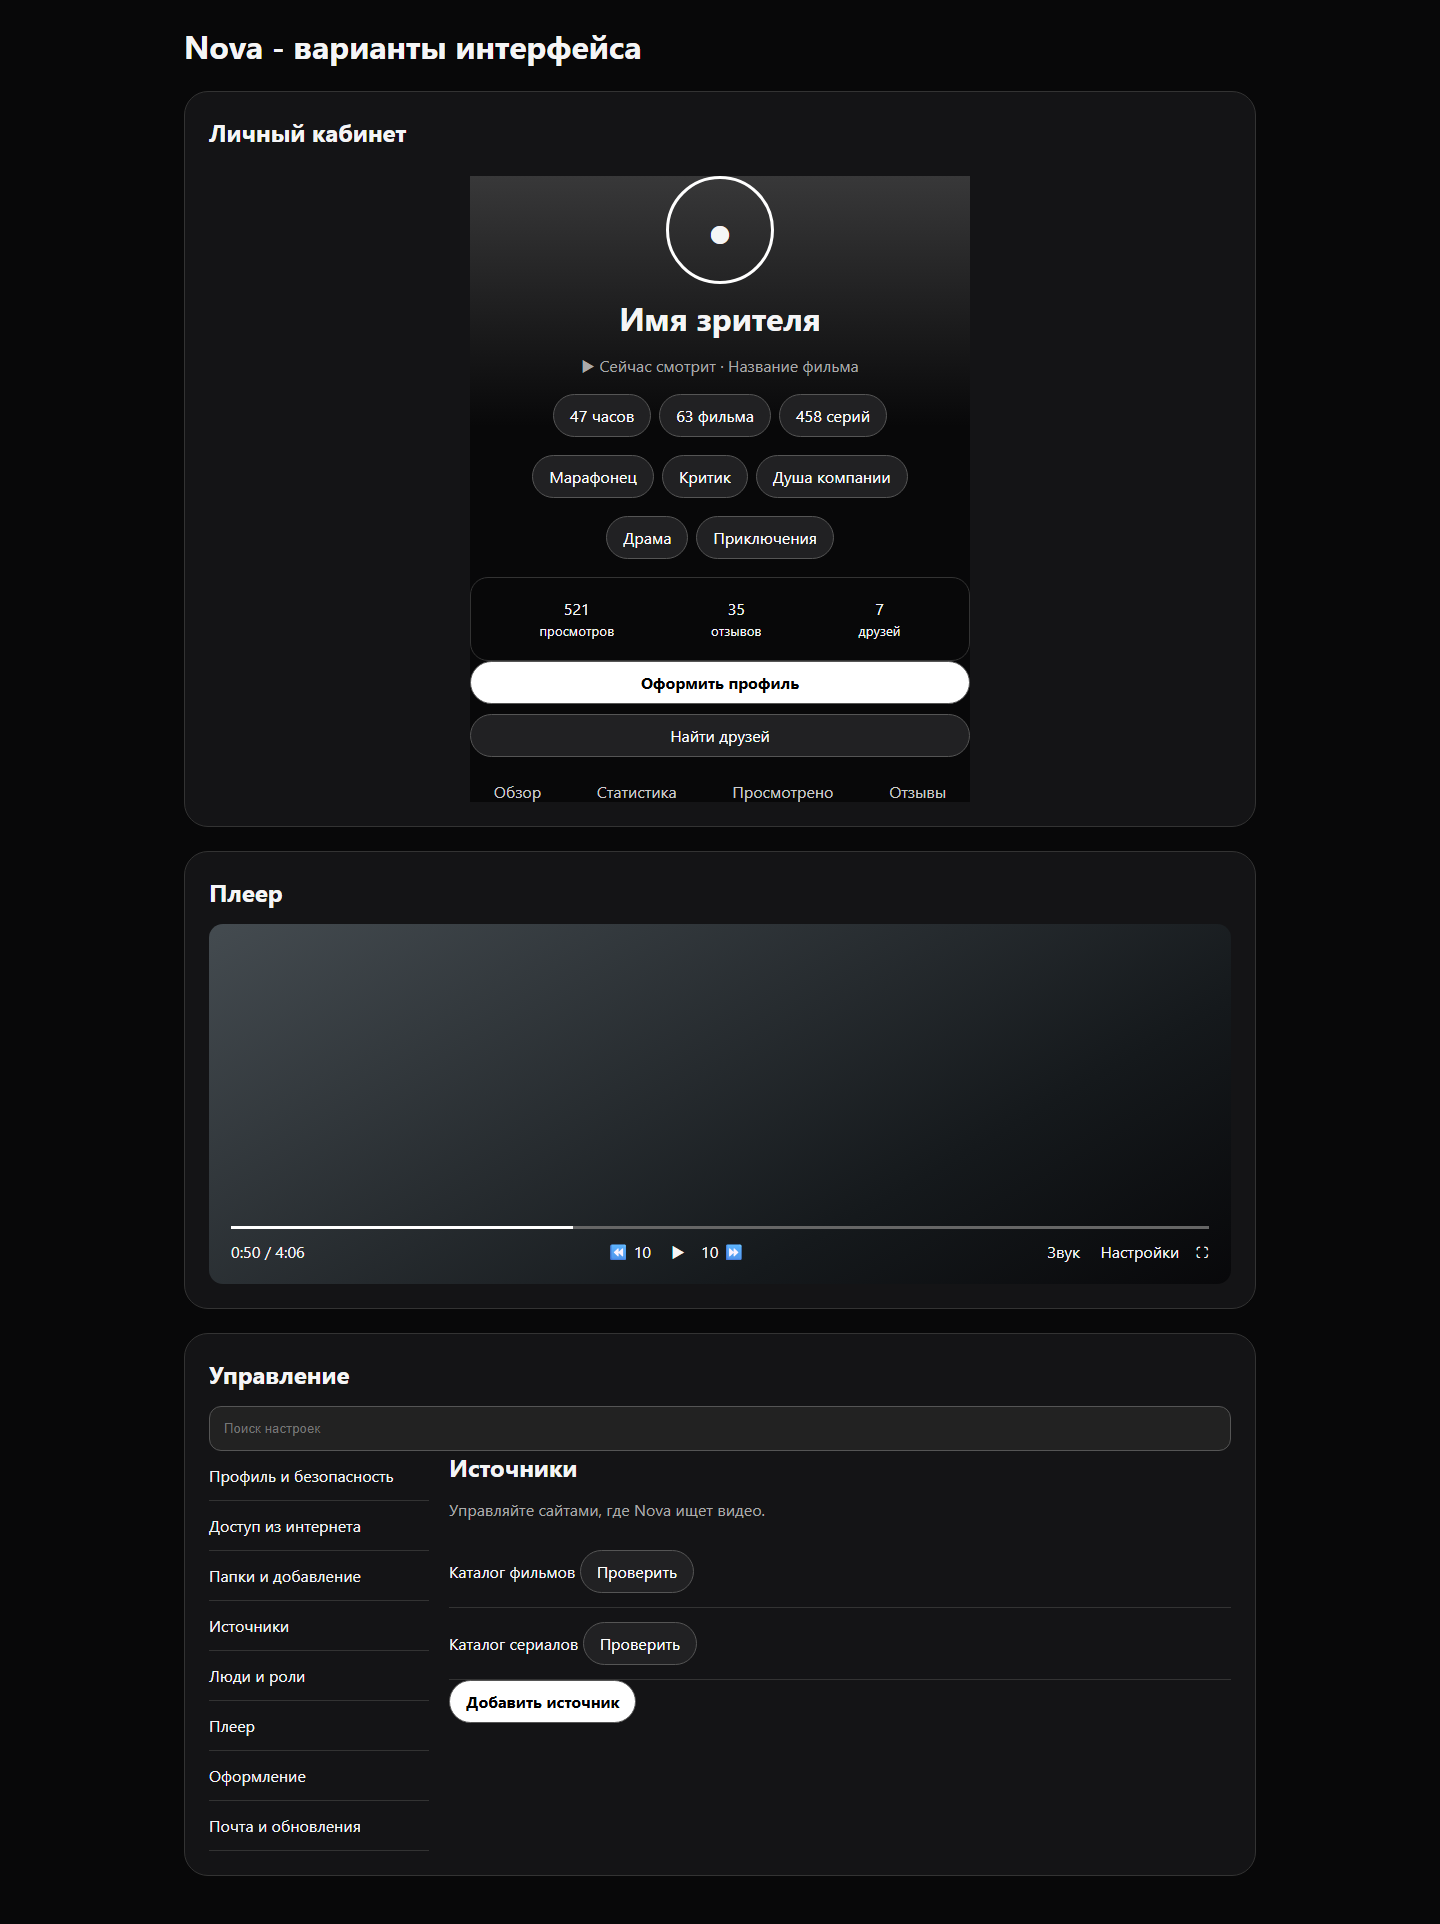 Nova - варианты интерфейса
Личный кабинет
Имя зрителя
▶ Сейчас смотрит · Название фильма
47 часов 63 фильма 458 серий
Марафонец Критик Душа компании
Драма Приключения
521 35 7
просмотров отзывов друзей
Оформить профиль
Найти друзей
Обзор Статистика Просмотрено Отзывы
Плеер
0:50 / 4:06 ⏪ 10 ▶ 10 ⏩ Звук Настройки ⛶
Управление
Поиск настроек
Профиль и безопасность
Доступ из интернета
Папки и добавление
Источники
Люди и роли
Плеер
Оформление
Почта и обновления
Источники
Управляйте сайтами, где Nova ищет видео.
Каталог фильмов Проверить
Каталог сериалов Проверить
Добавить источник